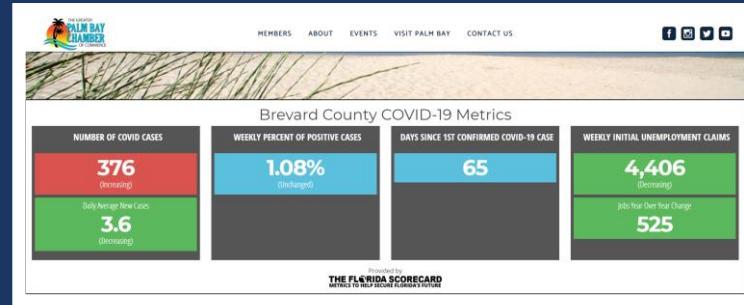 THE GREATER
PALM BAY
CHAMBER
OF COMMERCE
MEMBERS ABOUT EVENTS VISIT PALM BAY CONTACT US
Brevard County COVID-19 Metrics
NUMBER OF COVID CASES
376
(Increasing)
Daily Average New Cases
3.6
(Decreasing)
WEEKLY PERCENT OF POSITIVE CASES
1.08%
(Unchanged)
DAYS SINCE 1ST CONFIRMED COVID-19 CASE
65
WEEKLY INITIAL UNEMPLOYMENT CLAIMS
4,406
(Decreasing)
Jobs Year Over Year Change
525
Provided by
THE FLORIDA SCORECARD
METRICS TO HELP SECURE FLORIDA'S FUTURE